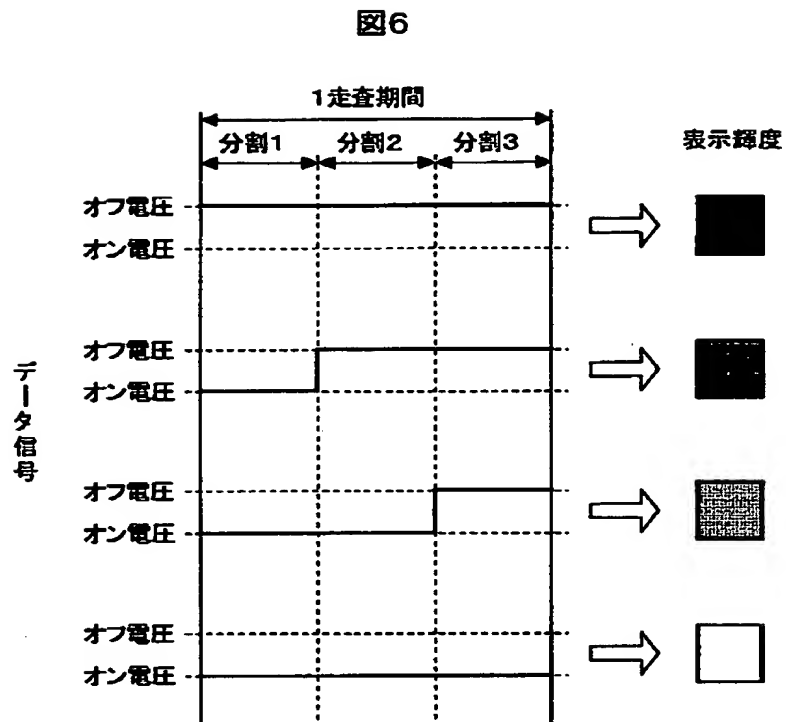 図6
1走査期間
分割1 分割2 分割3
表示輝度
オフ電圧
オン電圧
オフ電圧
オン電圧
データ信号
オフ電圧
オン電圧
オフ電圧
オン電圧